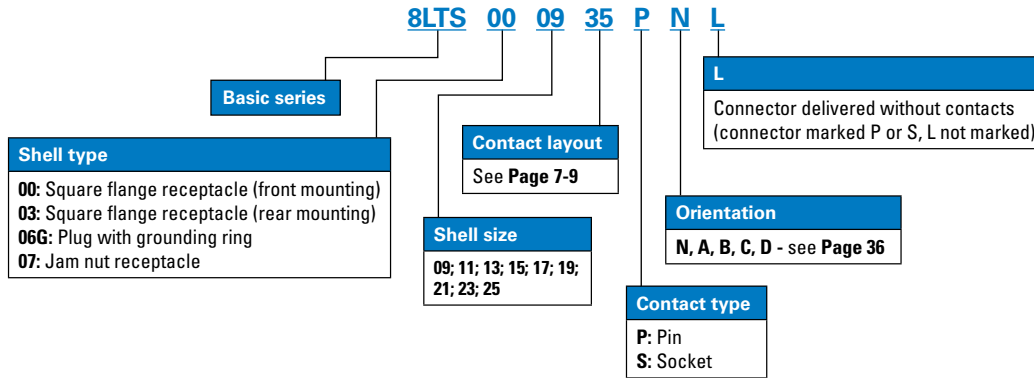 8LTS 00 09 35 P N L
Basic series
L
Connector delivered without contacts
(connector marked P or S, L not marked)
Shell type
00: Square flange receptacle (front mounting)
03: Square flange receptacle (rear mounting)
06G: Plug with grounding ring
07: Jam nut receptacle
Contact layout
See Page 7-9
Shell size
09; 11; 13; 15; 17; 19;
21; 23; 25
Orientation
N, A, B, C, D - see Page 36
Contact type
P: Pin
S: Socket